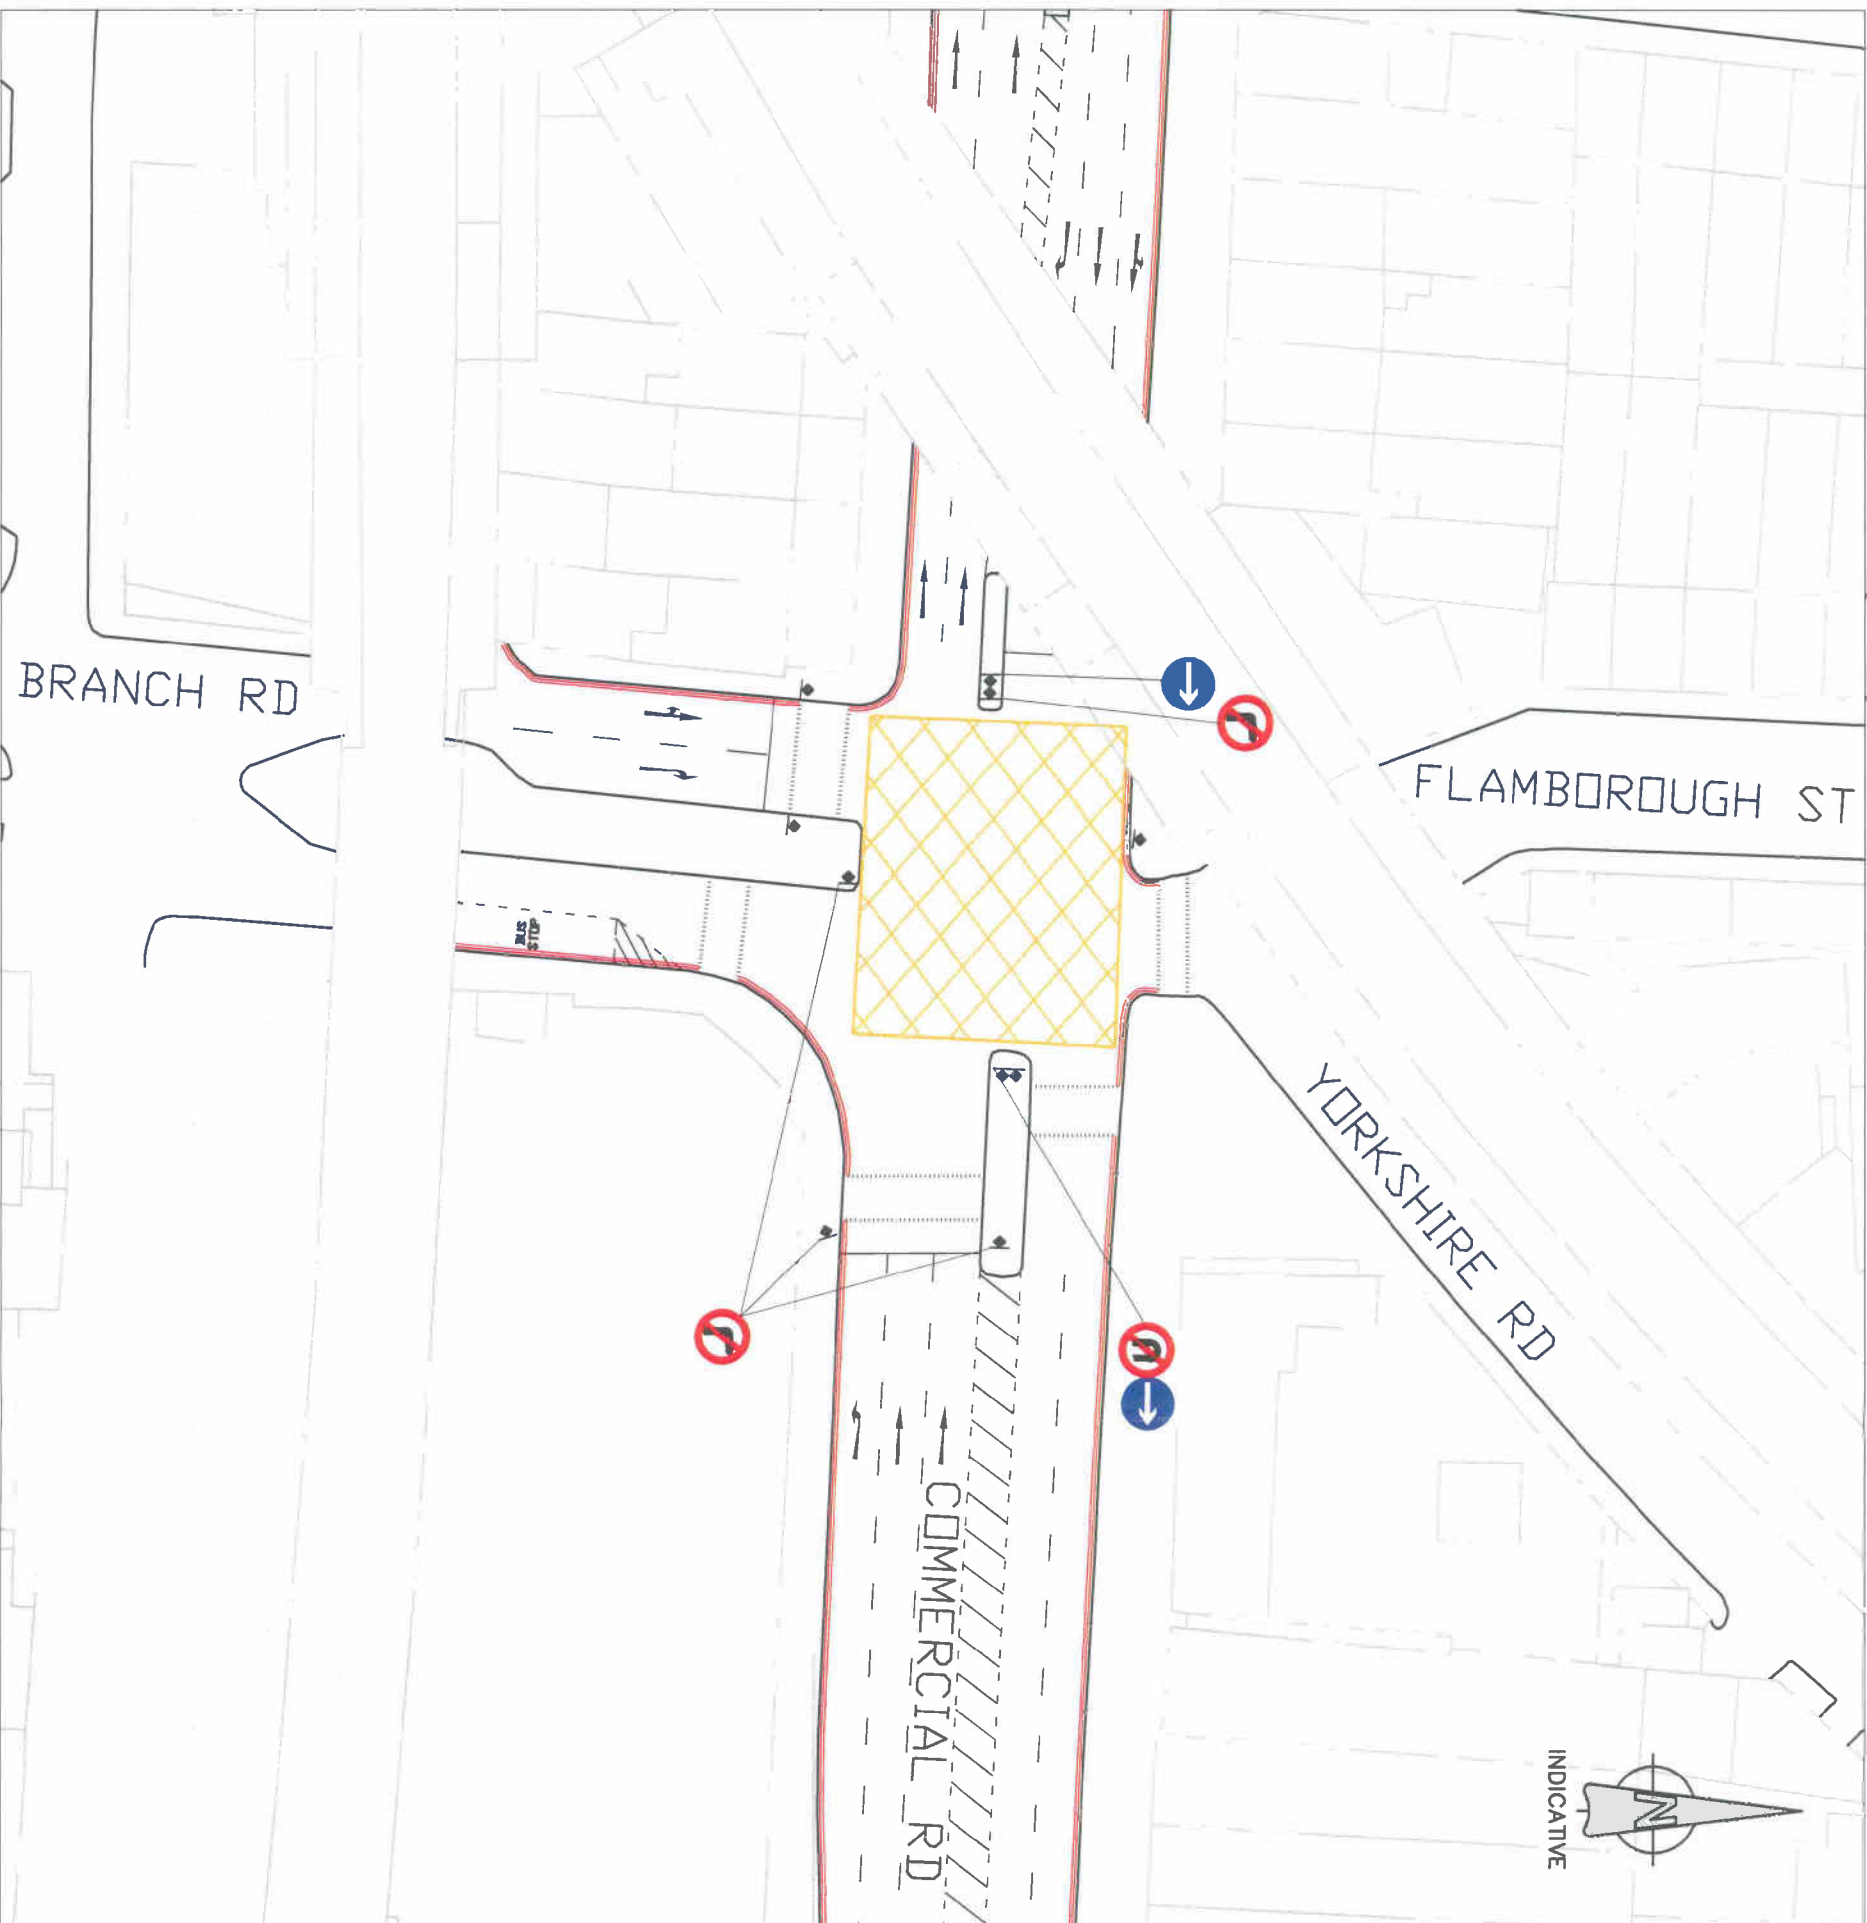 BRANCH RD
FLAMBOROUGH ST
BUS
STOP
YORKSHIRE RD
COMMERCIAL RD
N
INDICATIVE